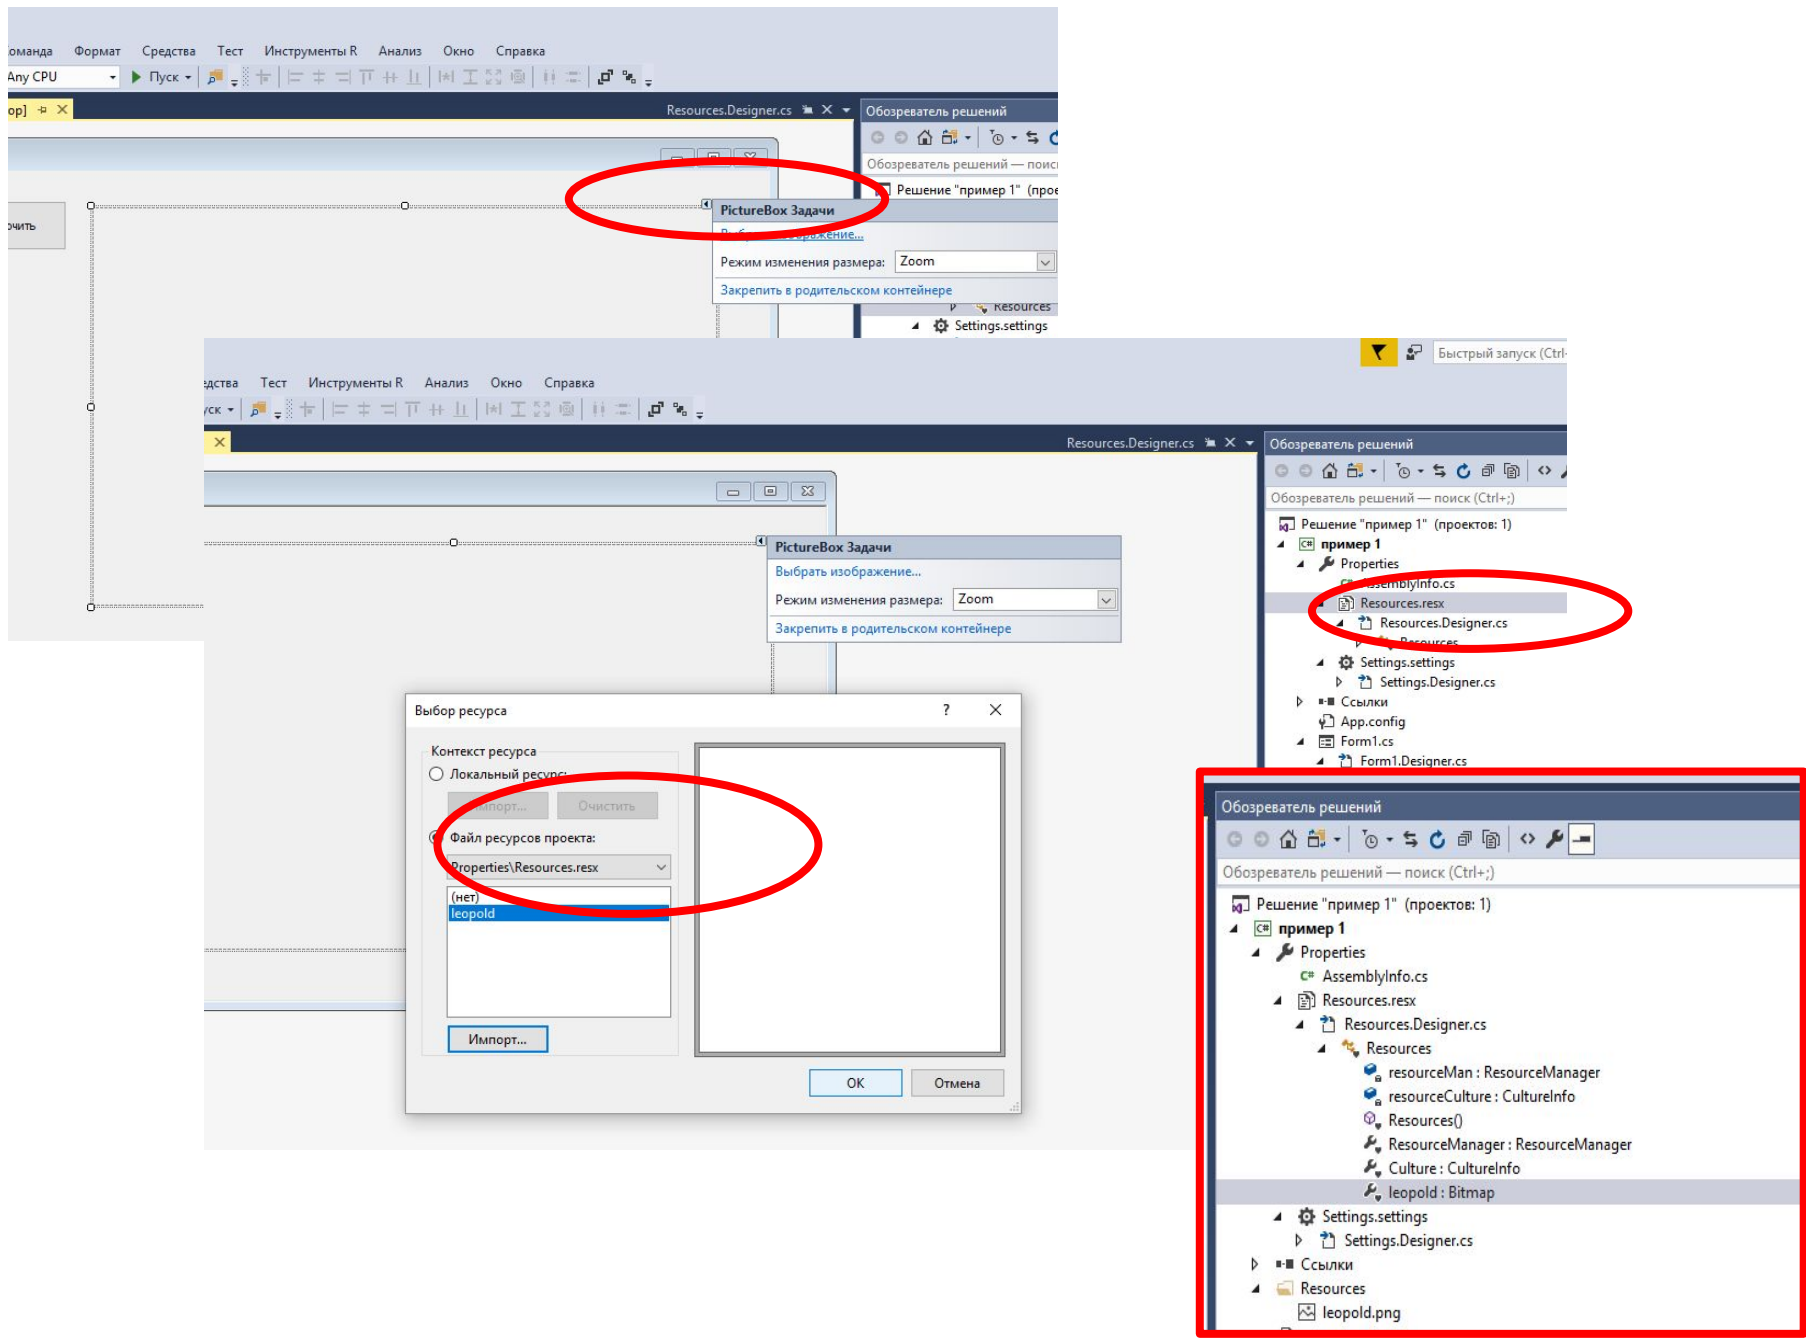 Формат Средства Тест Инструменты R Анализ Окно Справка
Any CPU Пуск
Resources.Designer.cs
Обозреватель решений
Обозреватель решений —
Решение "пример 1"
PictureBox Задачи
Режим изменения размера: Zoom
Закрепить в родительском контейнере
Resources
Settings.settings
Быстрый запуск (Ctrl+
Тест Инструменты R Анализ Окно Справка
Resources.Designer.cs
Обозреватель решений
Обозреватель решений — поиск (Ctrl+;)
Решение "пример 1" (проектов: 1)
C# пример 1
Properties
C# AssemblyInfo.cs
Resources.resx
Resources.Designer.cs
Resources
Settings.settings
Settings.Designer.cs
Ссылки
App.config
Form1.cs
Form1.Designer.cs
PictureBox Задачи
Выбрать изображение...
Режим изменения размера: Zoom
Закрепить в родительском контейнере
Выбор ресурса ?
Контекст ресурса
Локальный ресурс:
Импорт... Очистить
Файл ресурсов проекта:
Properties\Resources.resx
(нет)
leopold
Импорт...
OK Отмена
Обозреватель решений
Обозреватель решений — поиск (Ctrl+;)
Решение "пример 1" (проектов: 1)
C# пример 1
Properties
C# AssemblyInfo.cs
Resources.resx
Resources.Designer.cs
Resources
resourceMan : ResourceManager
resourceCulture : CultureInfo
Resources()
ResourceManager : ResourceManager
Culture : CultureInfo
leopold : Bitmap
Settings.settings
Settings.Designer.cs
Ссылки
Resources
leopold.png